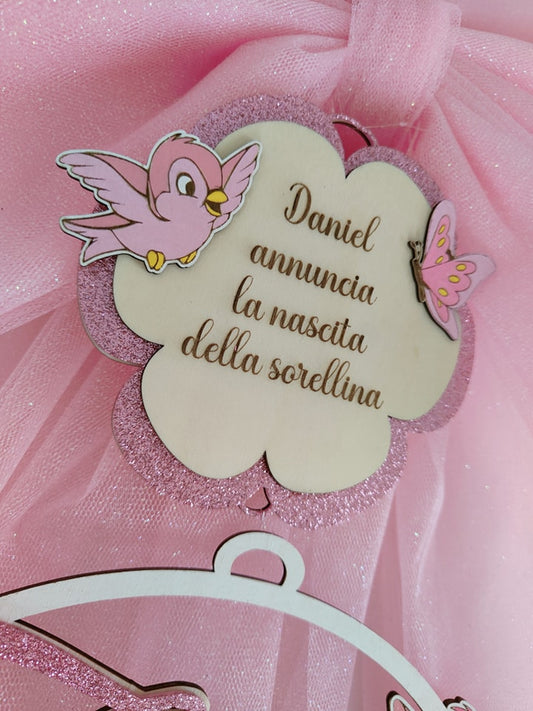 Daniel
annuncia
la nascita
della sorellina